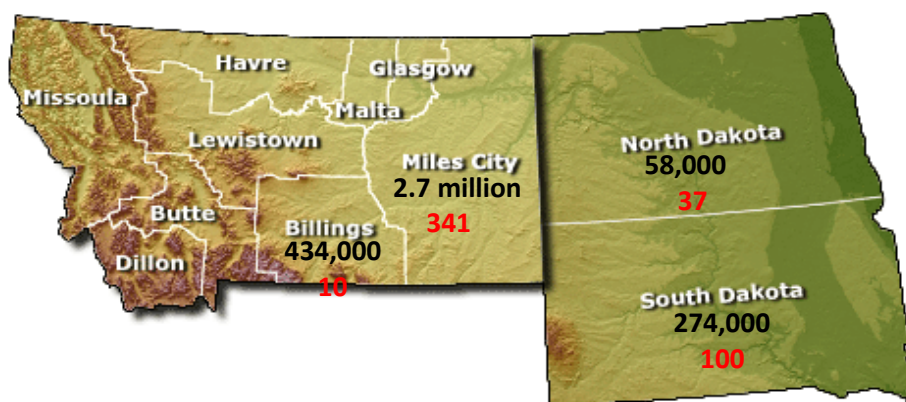 Havre
Glasgow
Missoula
Malta
Lewistown
North Dakota
58,000
37
Miles City
2.7 million
341
Butte
Billings
434,000
10
Dillon
South Dakota
274,000
100